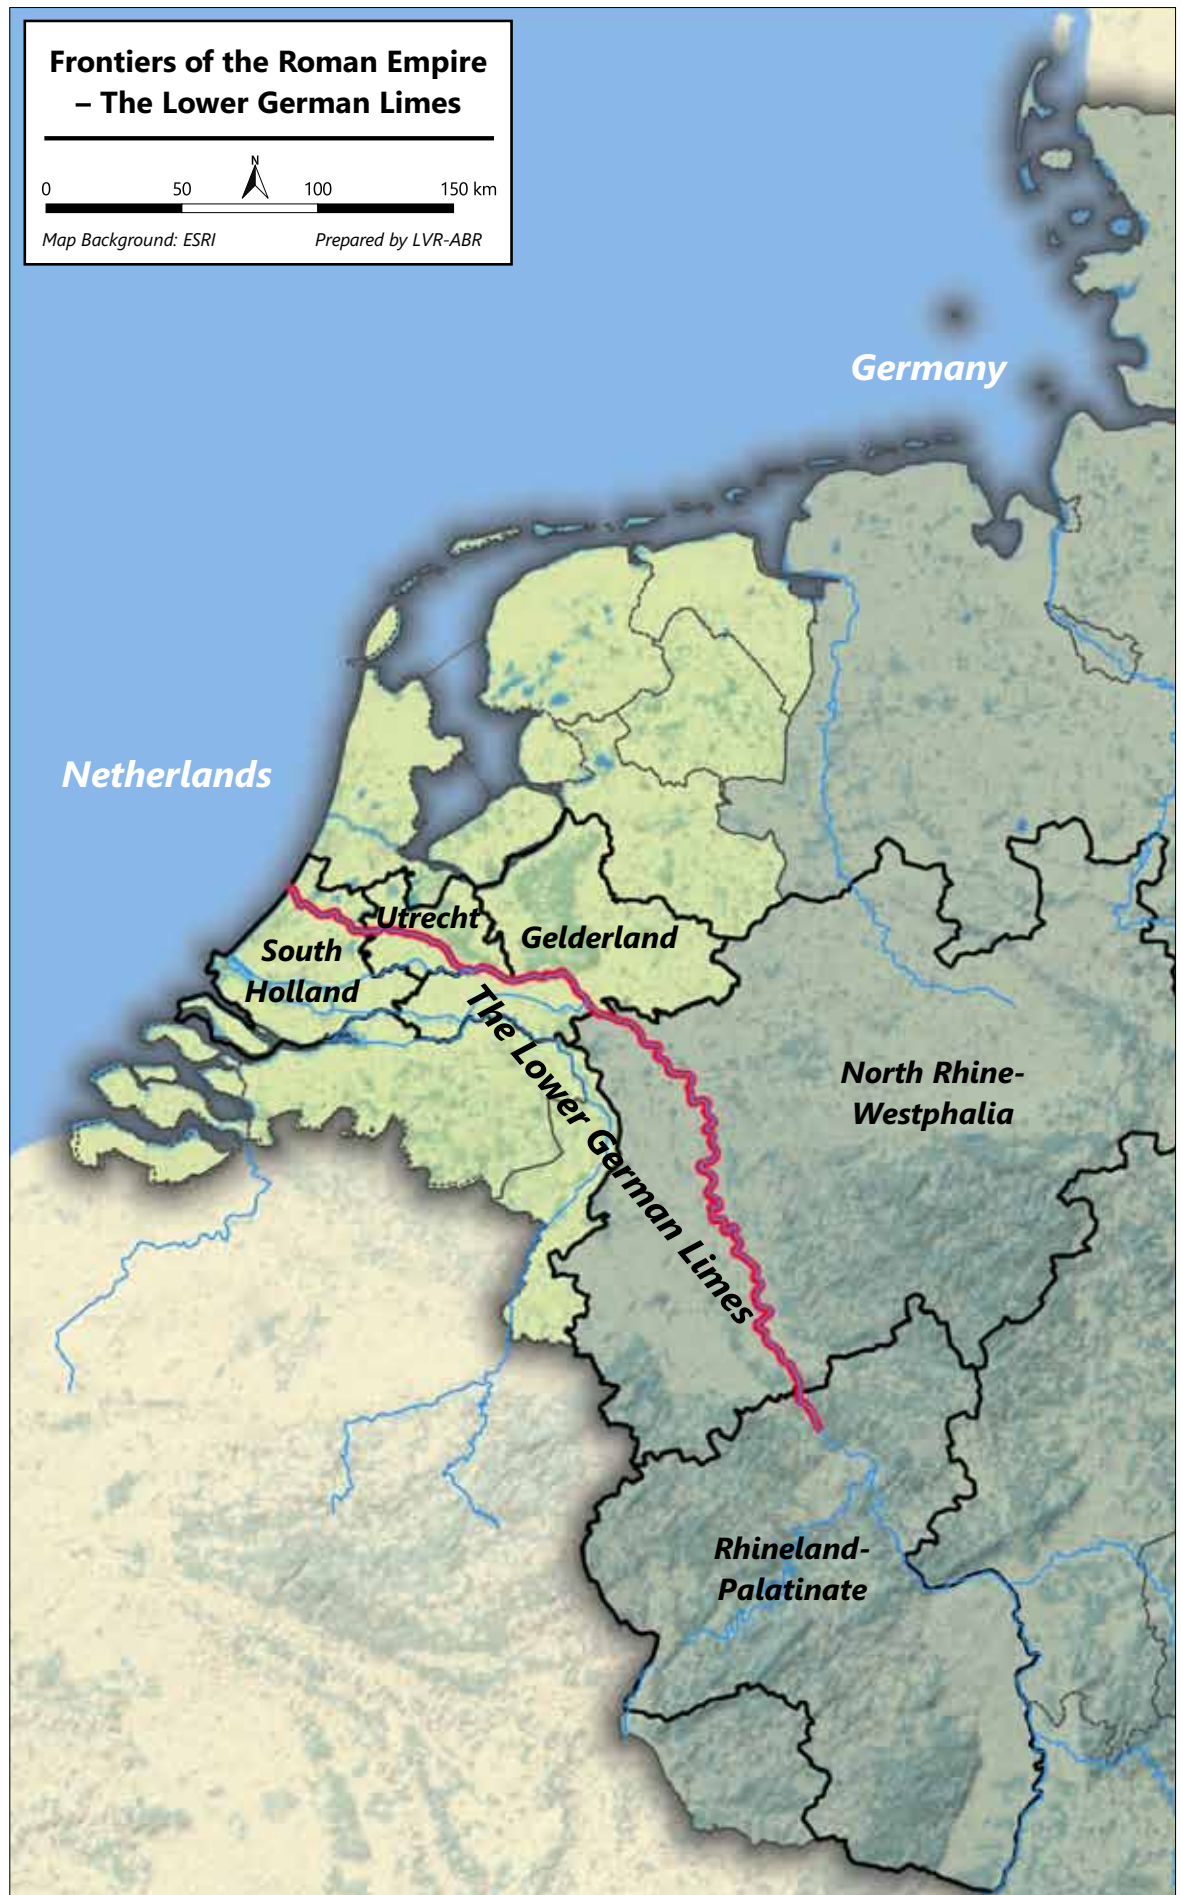 Frontiers of the Roman Empire
– The Lower German Limes
N
0 50 100 150 km
Map Background: ESRI Prepared by LVR-ABR
Germany
Netherlands
Utrecht
Gelderland
South
Holland
The Lower German Limes
North Rhine-
Westphalia
Rhineland-
Palatinate